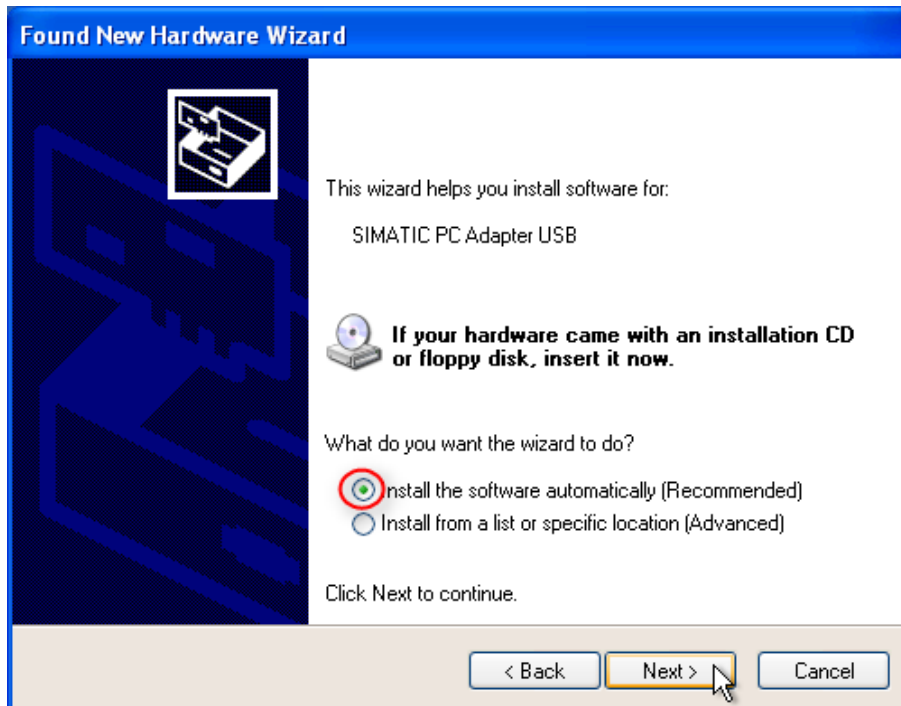 Found New Hardware Wizard
This wizard helps you install software for:
SIMATIC PC Adapter USB
If your hardware came with an installation CD
or floppy disk, insert it now.
What do you want the wizard to do?
Install the software automatically (Recommended)
Install from a list or specific location (Advanced)
Click Next to continue.
< Back Next > Cancel